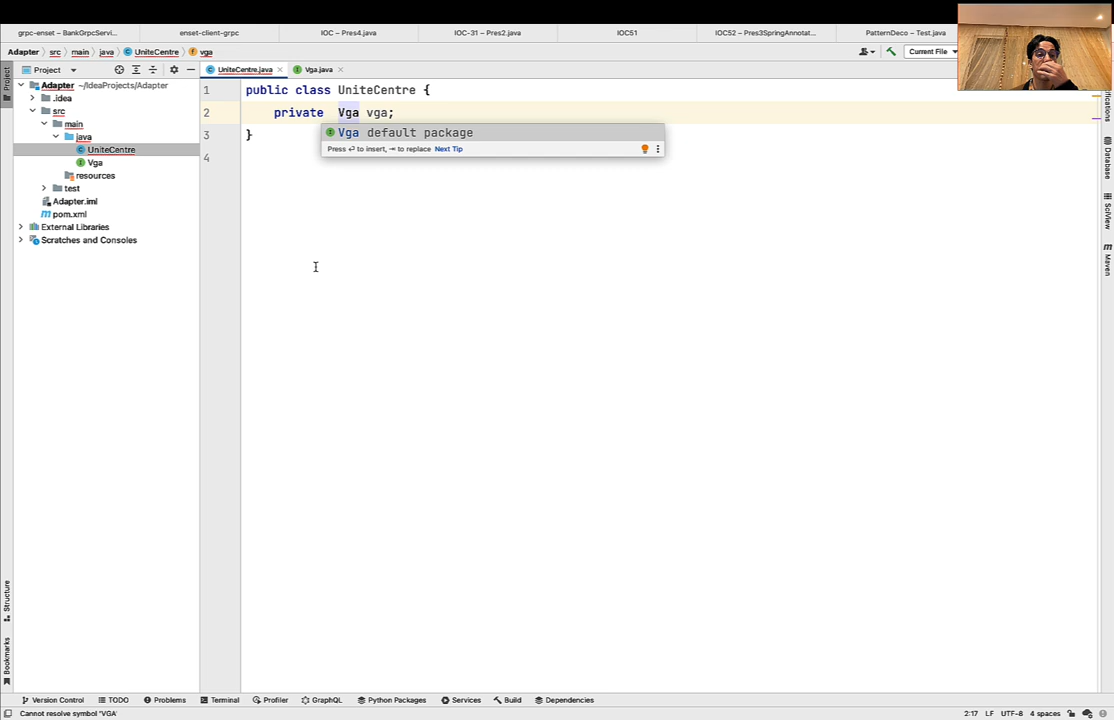 grpc-enset – BankGrpcServi...
enset-client-grpc
IOC – Pres4.java
IOC-31 – Pres2.java
IOC51
IOC52 – Pres3SpringAnnotat...
PatternDeco – Test.java
Adapter
src
main
java
UniteCentre
vga
Current File
Project
UniteCentre.java
Vga.java
Project
Adapter ~/IdeaProjects/Adapter
.idea
src
main
java
UniteCentre
Vga
resources
test
Adapter.iml
pom.xml
External Libraries
Scratches and Consoles
1 public class UniteCentre {
2 private Vga vga;
3 }
4
Vga default package
Press ⏎ to insert, ⇥ to replace Next Tip
Database
SciView
Maven
Structure
Bookmarks
Version Control
TODO
Problems
Terminal
Profiler
GraphQL
Python Packages
Services
Build
Dependencies
Cannot resolve symbol 'VGA'
2:17 LF UTF-8 4 spaces